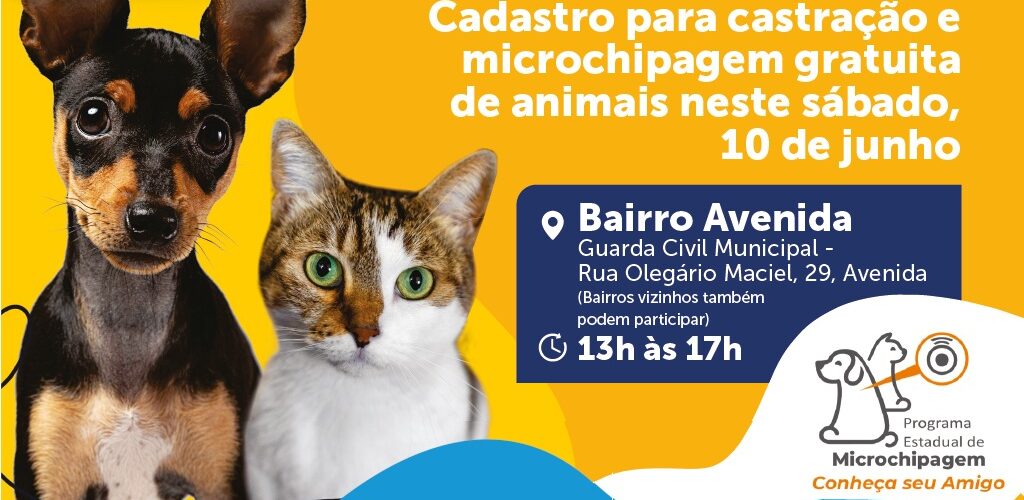 Cadastro para castração e
microchipagem gratuita
de animais neste sábado,
10 de junho
Bairro Avenida
Guarda Civil Municipal -
Rua Olegário Maciel, 29, Avenida
(Bairros vizinhos também
podem participar)
13h às 17h
Programa
Estadual de
Microchipagem
Conheça seu Amigo